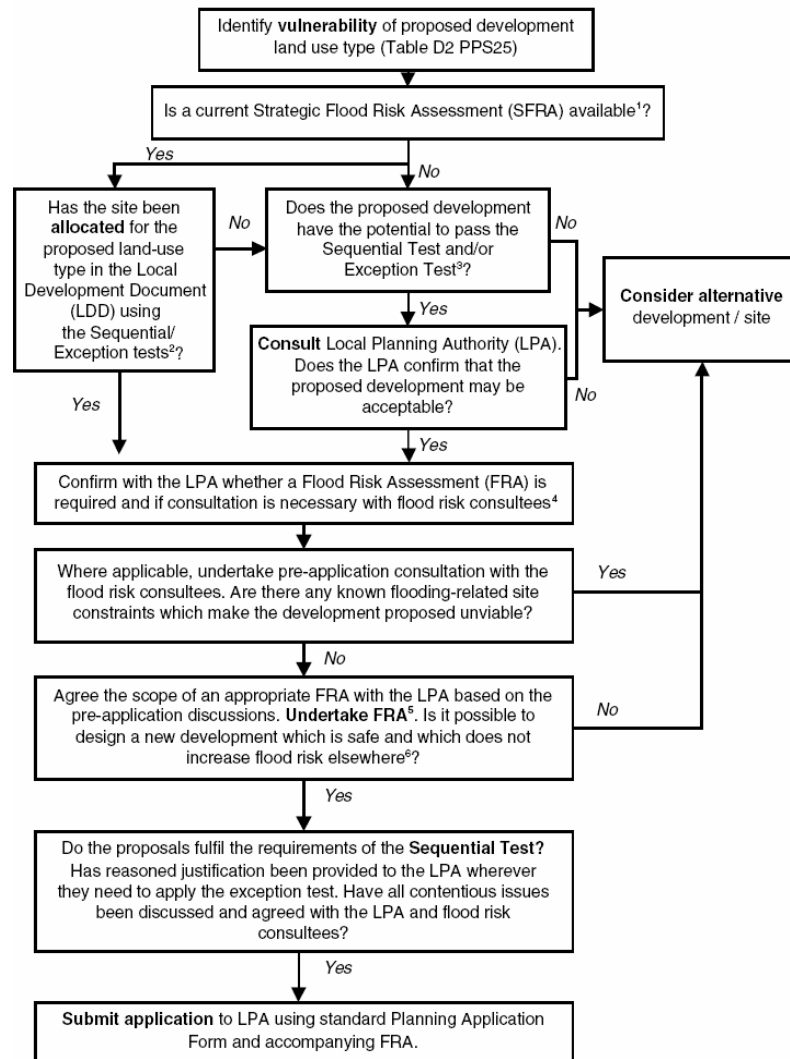 Identify vulnerability of proposed development
land use type (Table D2 PPS25)
Is a current Strategic Flood Risk Assessment (SFRA) available¹?
Yes
No
Has the site been
allocated for the
proposed land-use
type in the Local
Development Document
(LDD) using
the Sequential/
Exception tests²?
No
Does the proposed development
have the potential to pass the
Sequential Test and/or
Exception Test³?
No
Consider alternative
development / site
Yes
Consult Local Planning Authority (LPA).
Does the LPA confirm that the
proposed development may be
acceptable?
No
Yes
Yes
Confirm with the LPA whether a Flood Risk Assessment (FRA) is
required and if consultation is necessary with flood risk consultees⁴
Where applicable, undertake pre-application consultation with the
flood risk consultees. Are there any known flooding-related site
constraints which make the development proposed unviable?
Yes
No
Agree the scope of an appropriate FRA with the LPA based on the
pre-application discussions. Undertake FRA⁵. Is it possible to
design a new development which is safe and which does not
increase flood risk elsewhere⁶?
No
Yes
Do the proposals fulfil the requirements of the Sequential Test?
Has reasoned justification been provided to the LPA wherever
they need to apply the exception test. Have all contentious issues
been discussed and agreed with the LPA and flood risk
consultees?
Yes
Submit application to LPA using standard Planning Application
Form and accompanying FRA.